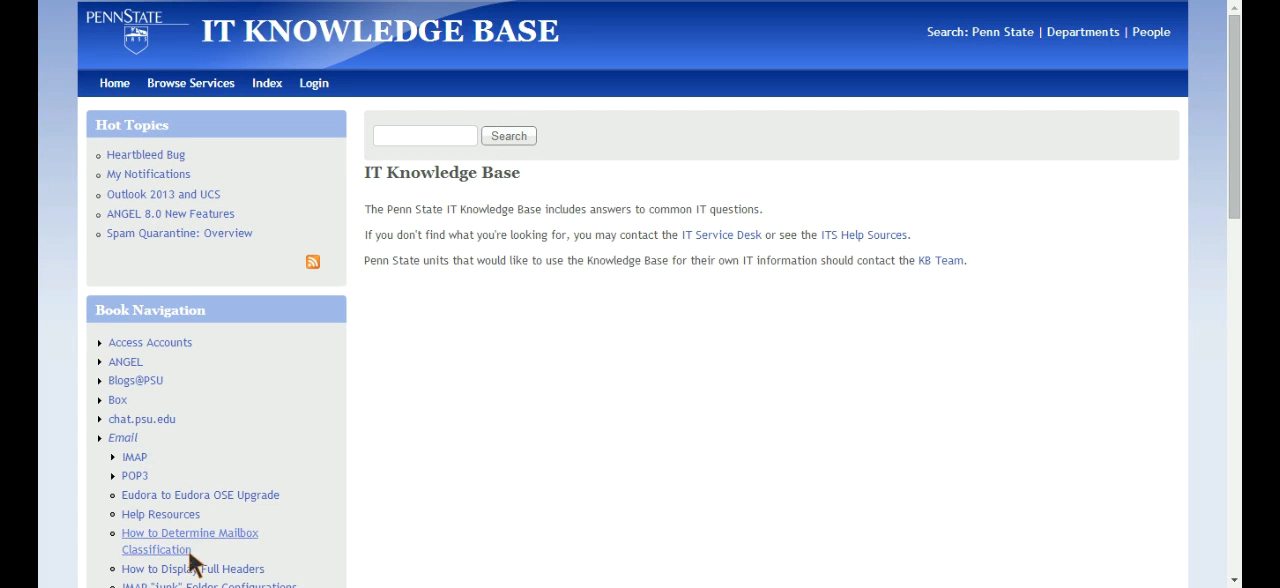 PENNSTATE
1855
IT KNOWLEDGE BASE
Search: Penn State | Departments | People
Home Browse Services Index Login
Hot Topics
Heartbleed Bug
My Notifications
Outlook 2013 and UCS
ANGEL 8.0 New Features
Spam Quarantine: Overview
Search
IT Knowledge Base
The Penn State IT Knowledge Base includes answers to common IT questions.
If you don't find what you're looking for, you may contact the IT Service Desk or see the ITS Help Sources.
Penn State units that would like to use the Knowledge Base for their own IT information should contact the KB Team.
Book Navigation
Access Accounts
ANGEL
Blogs@PSU
Box
chat.psu.edu
Email
IMAP
POP3
Eudora to Eudora OSE Upgrade
Help Resources
How to Determine Mailbox
Classification
How to Display Full Headers
IMAP "junk" Folder Configurations